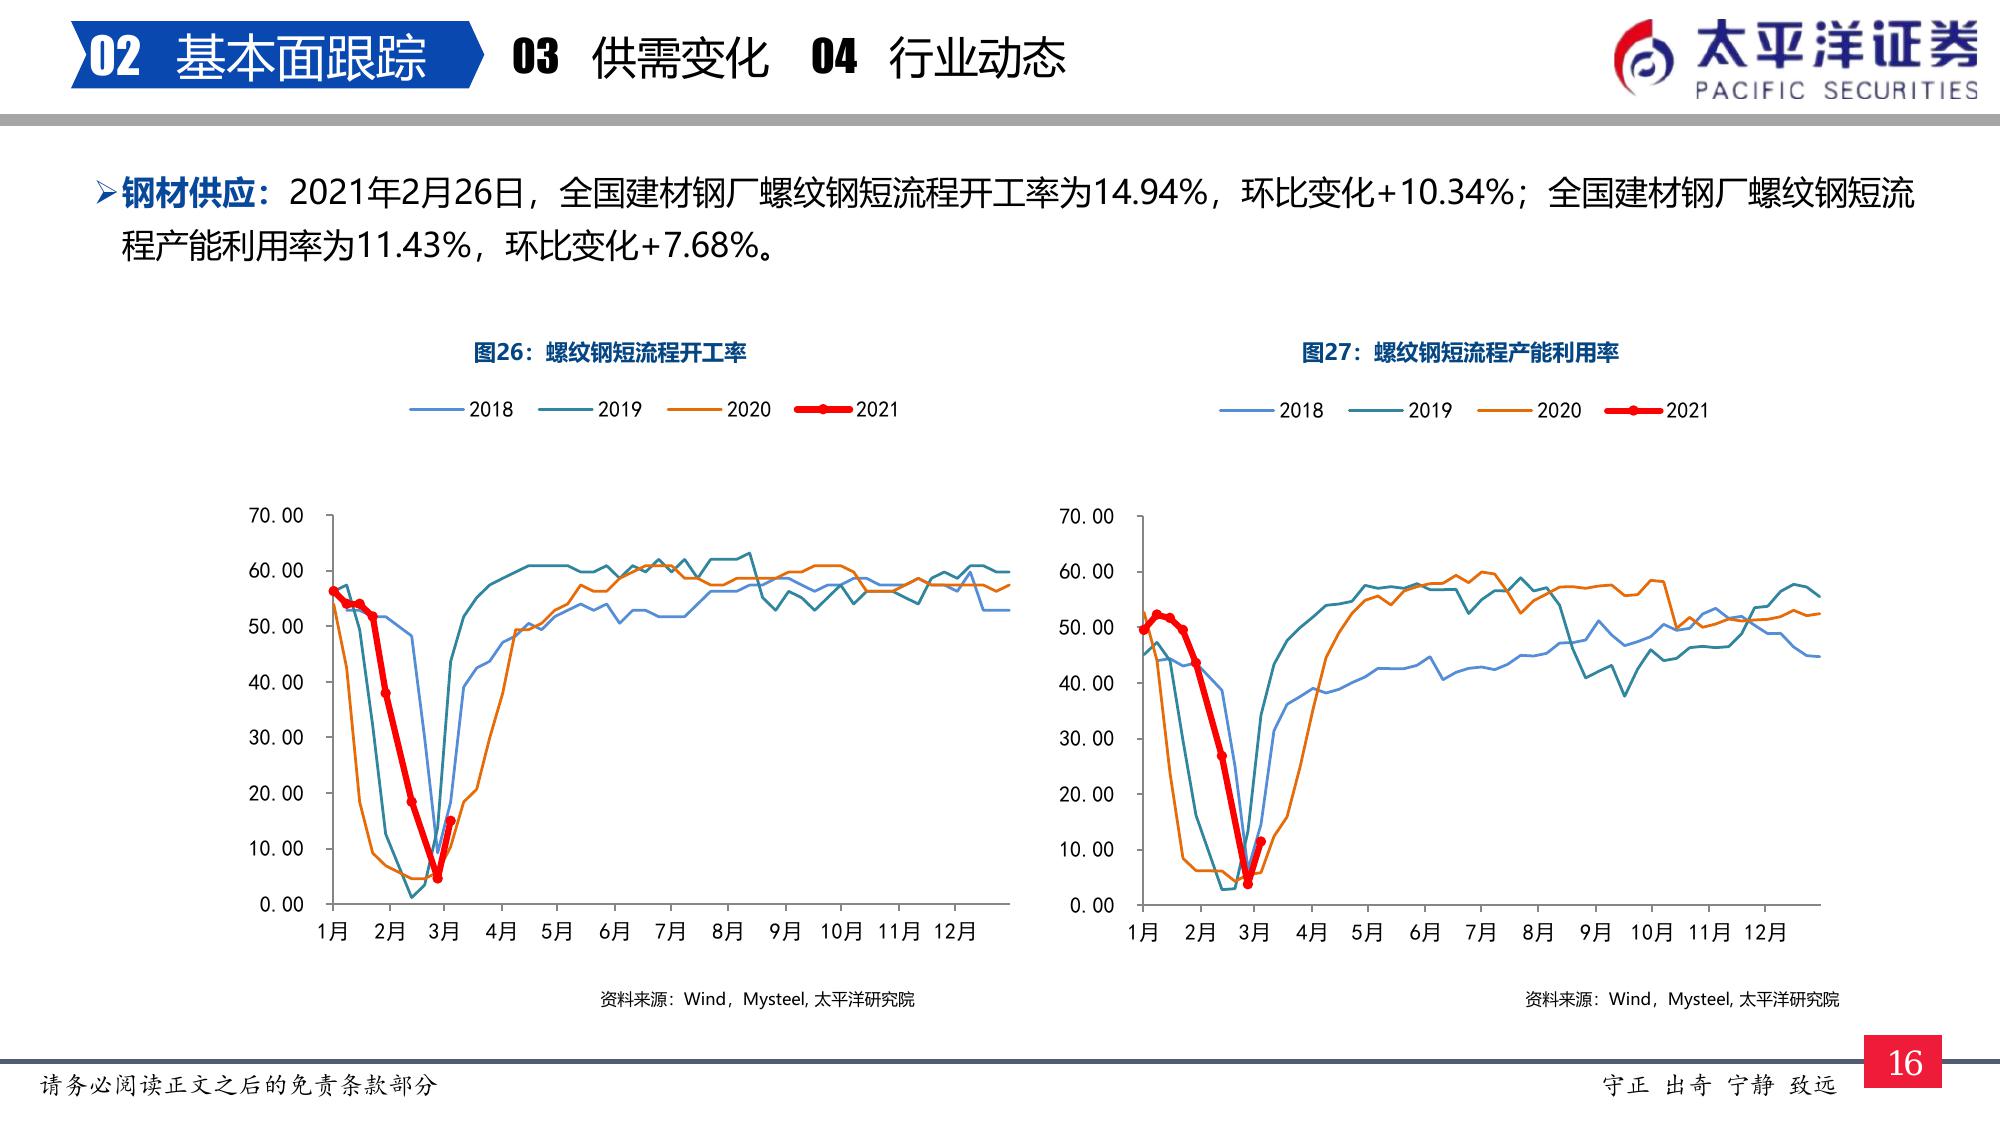 02 基本面跟踪 03 供需变化 04 行业动态
太平洋证券
PACIFIC SECURITIES
➢钢材供应：2021年2月26日，全国建材钢厂螺纹钢短流程开工率为14.94%，环比变化+10.34%；全国建材钢厂螺纹钢短流
程产能利用率为11.43%，环比变化+7.68%。
图26：螺纹钢短流程开工率
2018 2019 2020 2021
70.00
60.00
50.00
40.00
30.00
20.00
10.00
0.00
1月 2月 3月 4月 5月 6月 7月 8月 9月 10月 11月 12月
资料来源：Wind，Mysteel, 太平洋研究院
图27：螺纹钢短流程产能利用率
2018 2019 2020 2021
70.00
60.00
50.00
40.00
30.00
20.00
10.00
0.00
1月 2月 3月 4月 5月 6月 7月 8月 9月 10月 11月 12月
资料来源：Wind，Mysteel, 太平洋研究院
请务必阅读正文之后的免责条款部分
守正 出奇 宁静 致远
16